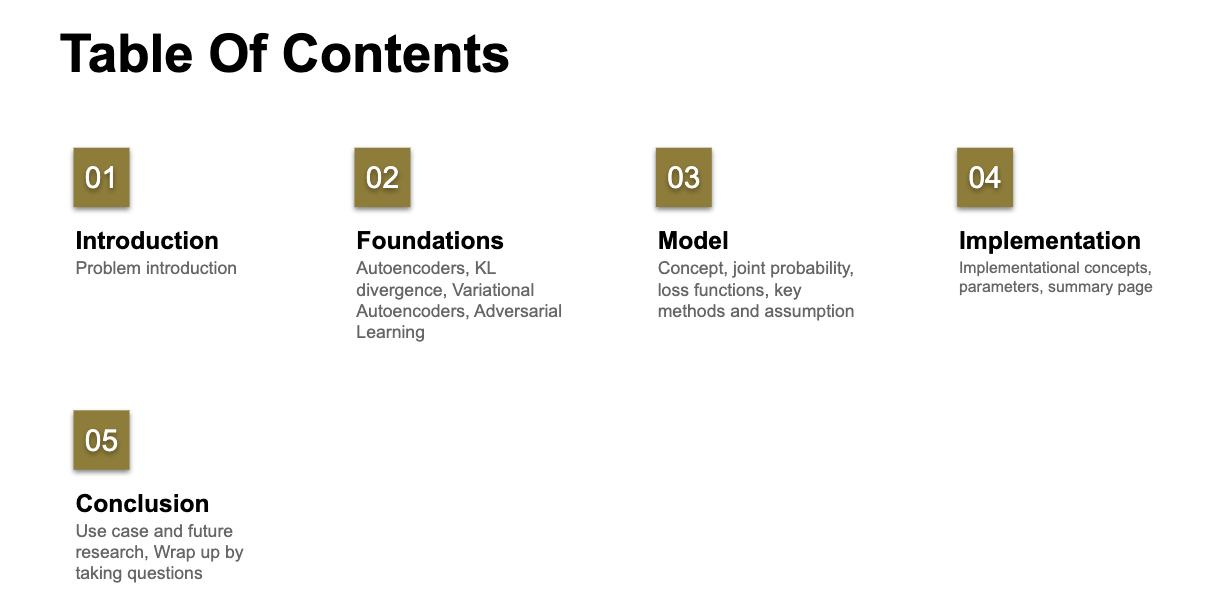 Table Of Contents
01
Introduction
Problem introduction
02
Foundations
Autoencoders, KL
divergence, Variational
Autoencoders, Adversarial
Learning
03
Model
Concept, joint probability,
loss functions, key
methods and assumption
04
Implementation
Implementational concepts,
parameters, summary page
05
Conclusion
Use case and future
research, Wrap up by
taking questions